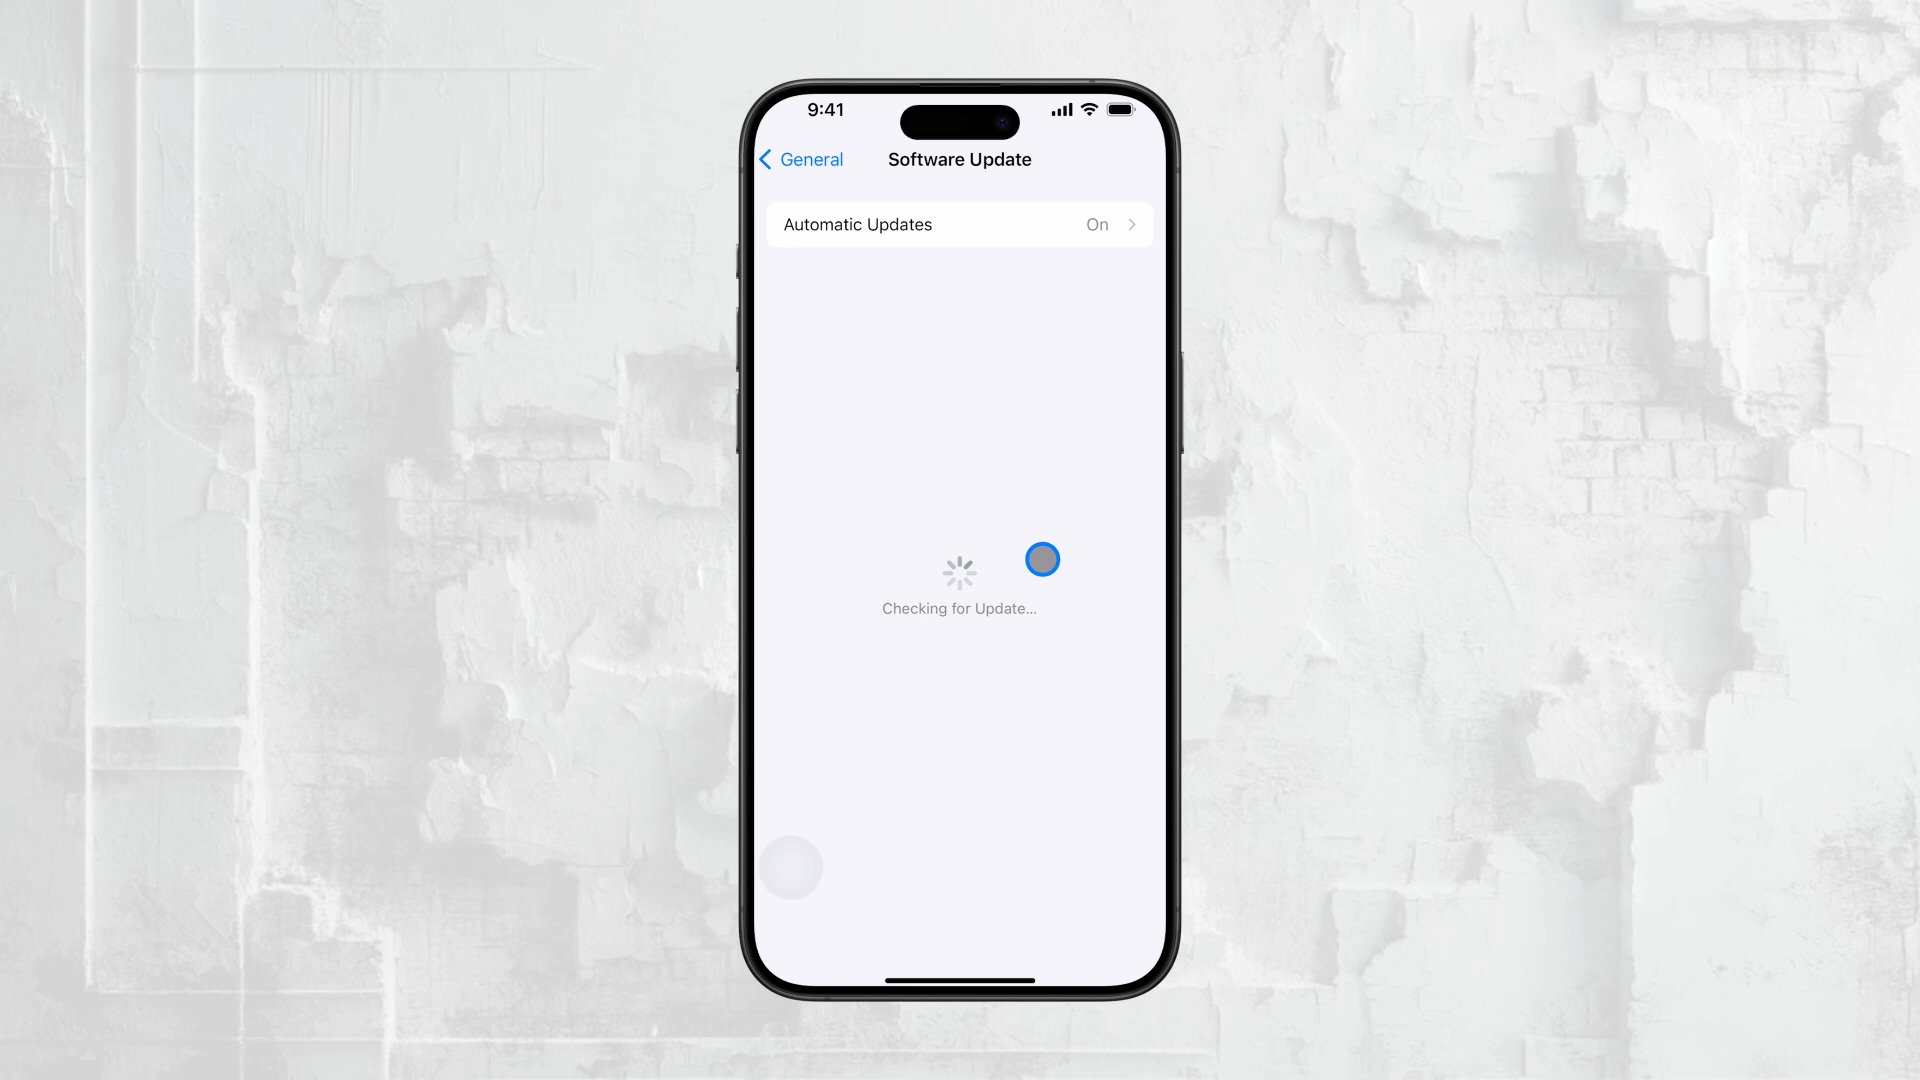 9:41
General
Software Update
Automatic Updates On
Checking for Update...